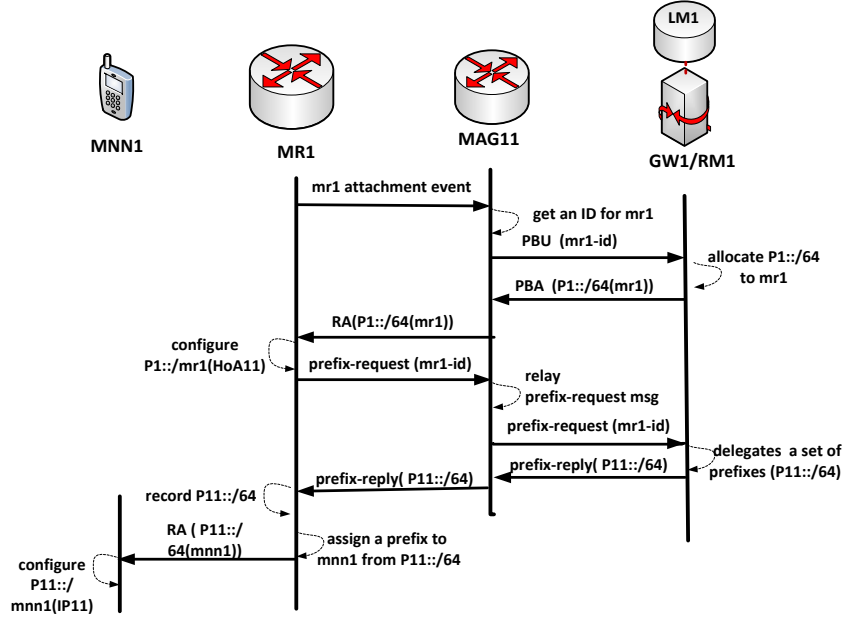 LM1
MNN1
MR1
MAG11
GW1/RM1
mr1 attachment event
get an ID for mr1
PBU (mr1-id)
allocate P1::/64
to mr1
PBA (P1::/64(mr1))
RA(P1::/64(mr1))
configure
P1::/mr1(HoA11)
prefix-request (mr1-id)
relay
prefix-request msg
prefix-request (mr1-id)
delegates a set of
prefixes (P11::/64)
prefix-reply( P11::/64)
prefix-reply( P11::/64)
record P11::/64
assign a prefix to
mnn1 from P11::/64
RA ( P11::/
64(mnn1))
configure
P11::/
mnn1(IP11)